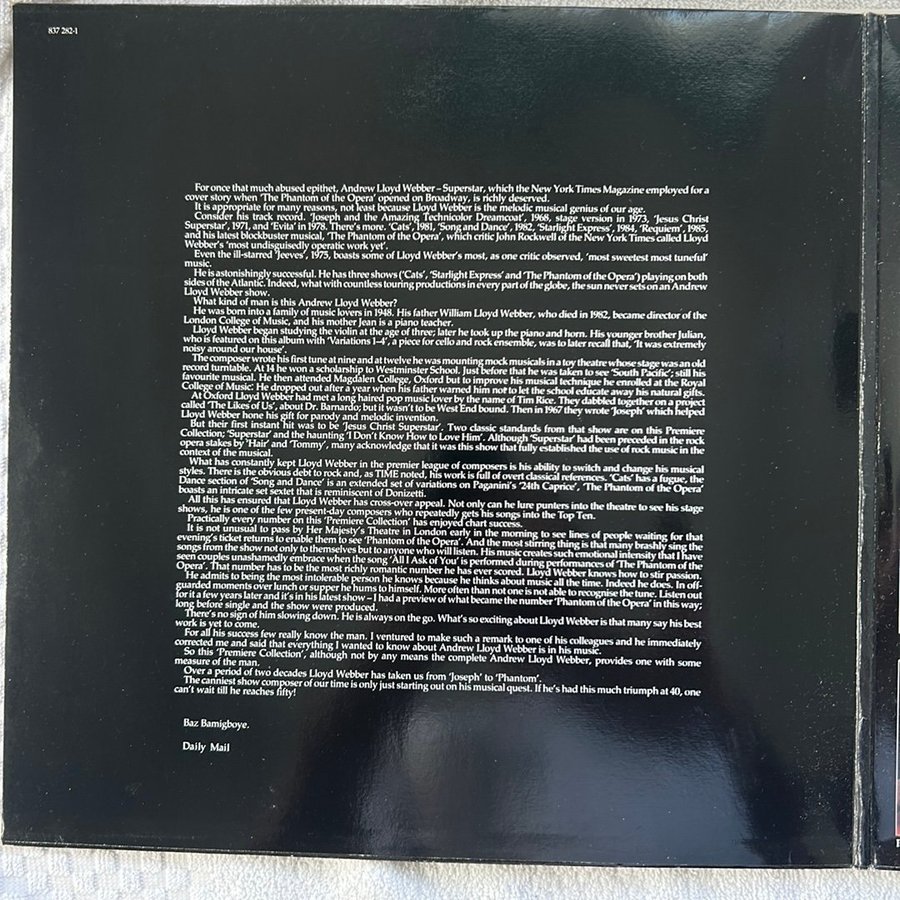 837 282-1
For once that much abused epithet, Andrew Lloyd Webber – Superstar, which the New York Times Magazine employed for a
cover story when 'The Phantom of the Opera' opened on Broadway, is richly deserved.
It is appropriate for many reasons, not least because Lloyd Webber is the melodic musical genius of our age.
Consider his track record. 'Joseph and the Amazing Technicolor Dreamcoat', 1968, stage version in 1973, 'Jesus Christ
Superstar', 1971, and 'Evita' in 1978. There's more. 'Cats', 1981, 'Song and Dance', 1982, 'Starlight Express', 1984, 'Requiem', 1985,
and his latest blockbuster musical, 'The Phantom of the Opera', which critic John Rockwell of the New York Times called Lloyd
Webber's 'most undisguisedly operatic work yet'.
Even the ill-starred 'Jeeves', 1975, boasts some of Lloyd Webber's most, as one critic observed, 'most sweetest most tuneful'
music.
He is astonishingly successful. He has three shows ('Cats', 'Starlight Express' and 'The Phantom of the Opera') playing on both
sides of the Atlantic. Indeed, what with countless touring productions in every part of the globe, the sun never sets on an Andrew
Lloyd Webber show.
What kind of man is this Andrew Lloyd Webber?
He was born into a family of music lovers in 1948. His father William Lloyd Webber, who died in 1982, became director of the
London College of Music, and his mother Jean is a piano teacher.
Lloyd Webber began studying the violin at the age of three; later he took up the piano and horn. His younger brother Julian,
who is featured on this album with 'Variations 1–4', a piece for cello and rock ensemble, was to later recall that, 'It was extremely
noisy around our house'.
The composer wrote his first tune at nine and at twelve he was mounting mock musicals in a toy theatre whose stage was an old
record turntable. At 14 he won a scholarship to Westminster School. Just before that he was taken to see 'South Pacific'; still his
favourite musical. He then attended Magdalen College, Oxford but to improve his musical technique he enrolled at the Royal
College of Music. He dropped out after a year when his father warned him not to let the school educate away his natural gifts.
At Oxford Lloyd Webber had met a long haired pop music lover by the name of Tim Rice. They dabbled together on a project
called 'The Likes of Us', about Dr. Barnardo; but it wasn't to be West End bound. Then in 1967 they wrote 'Joseph' which helped
Lloyd Webber hone his gift for parody and melodic invention.
But their first instant hit was to be 'Jesus Christ Superstar'. Two classic standards from that show are on this Premiere
Collection; 'Superstar' and the haunting 'I Don't Know How to Love Him'. Although 'Superstar' had been preceded in the rock
opera stakes by 'Hair' and 'Tommy', many acknowledge that it was this show that fully established the use of rock music in the
context of the musical.
What has constantly kept Lloyd Webber in the premier league of composers is his ability to switch and change his musical
styles. There is the obvious debt to rock and, as TIME noted, his work is full of overt classical references. 'Cats' has a fugue, the
Dance section of 'Song and Dance' is an extended set of variations on Paganini's '24th Caprice', 'The Phantom of the Opera'
boasts an intricate set sextet that is reminiscent of Donizetti.
All this has ensured that Lloyd Webber has cross-over appeal. Not only can he lure punters into the theatre to see his stage
shows, he is one of the few present-day composers who repeatedly gets his songs into the Top Ten.
Practically every number on this 'Premiere Collection' has enjoyed chart success.
It is not unusual to pass by Her Majesty's Theatre in London early in the morning to see lines of people waiting for that
evening's ticket returns to enable them to see 'Phantom of the Opera'. And the most stirring thing is that many brashly sing the
songs from the show not only to themselves but to anyone who will listen. His music creates such emotional intensity that I have
seen couples unashamedly embrace when the song 'All I Ask of You' is performed during performances of 'The Phantom of the
Opera'. That number has to be the most richly romantic number he has ever scored. Lloyd Webber knows how to stir passion.
He admits to being the most intolerable person he knows because he thinks about music all the time. Indeed he does. In off-
guarded moments over lunch or supper he hums to himself. More often than not one is able to recognise the tune. Listen out
for it a few years later and it's in his latest show – I had a preview of what became the number 'Phantom of the Opera' in this way;
long before single and the show were produced.
There's no sign of him slowing down. He is always on the go. What's so exciting about Lloyd Webber is that many say his best
work is yet to come.
For all his success few really know the man. I ventured to make such a remark to one of his colleagues and he immediately
corrected me and said that everything I wanted to know about Andrew Lloyd Webber is in his music.
So this 'Premiere Collection', although not by any means the complete Andrew Lloyd Webber, provides one with some
measure of the man.
Over a period of two decades Lloyd Webber has taken us from 'Joseph' to 'Phantom'.
The canniest show composer of our time is only just starting out on his musical quest. If he's had this much triumph at 40, one
can't wait till he reaches fifty!
Baz Bamigboye.
Daily Mail